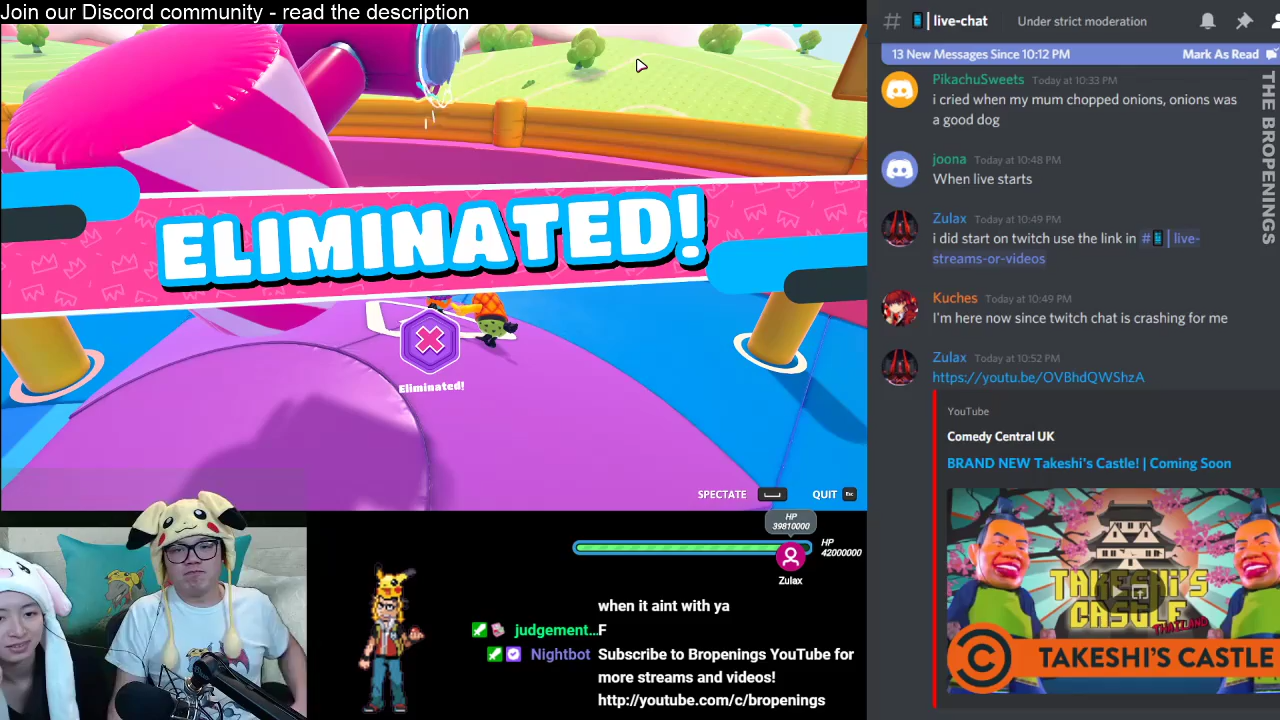 Join our Discord community - read the description
ELIMINATED!
Eliminated!
SPECTATE
QUIT Esc
HP
39810000
HP
42000000
Zulax
when it aint with ya
judgement... F
Nightbot Subscribe to Bropenings YouTube for
more streams and videos!
http://youtube.com/c/bropenings
# | live-chat Under strict moderation
13 New Messages Since 10:12 PM Mark As Read
PikachuSweets Today at 10:33 PM
i cried when my mum chopped onions, onions was
a good dog
joona Today at 10:48 PM
When live starts
Zulax Today at 10:49 PM
i did start on twitch use the link in # | live-
streams-or-videos
Kuches Today at 10:49 PM
I'm here now since twitch chat is crashing for me
Zulax Today at 10:52 PM
https://youtu.be/OVBhdQWShzA
YouTube
Comedy Central UK
BRAND NEW Takeshi's Castle! | Coming Soon
TAKESHI'S
CASTLE
THAILAND
TAKESHI'S CASTLE
THE BROPENINGS